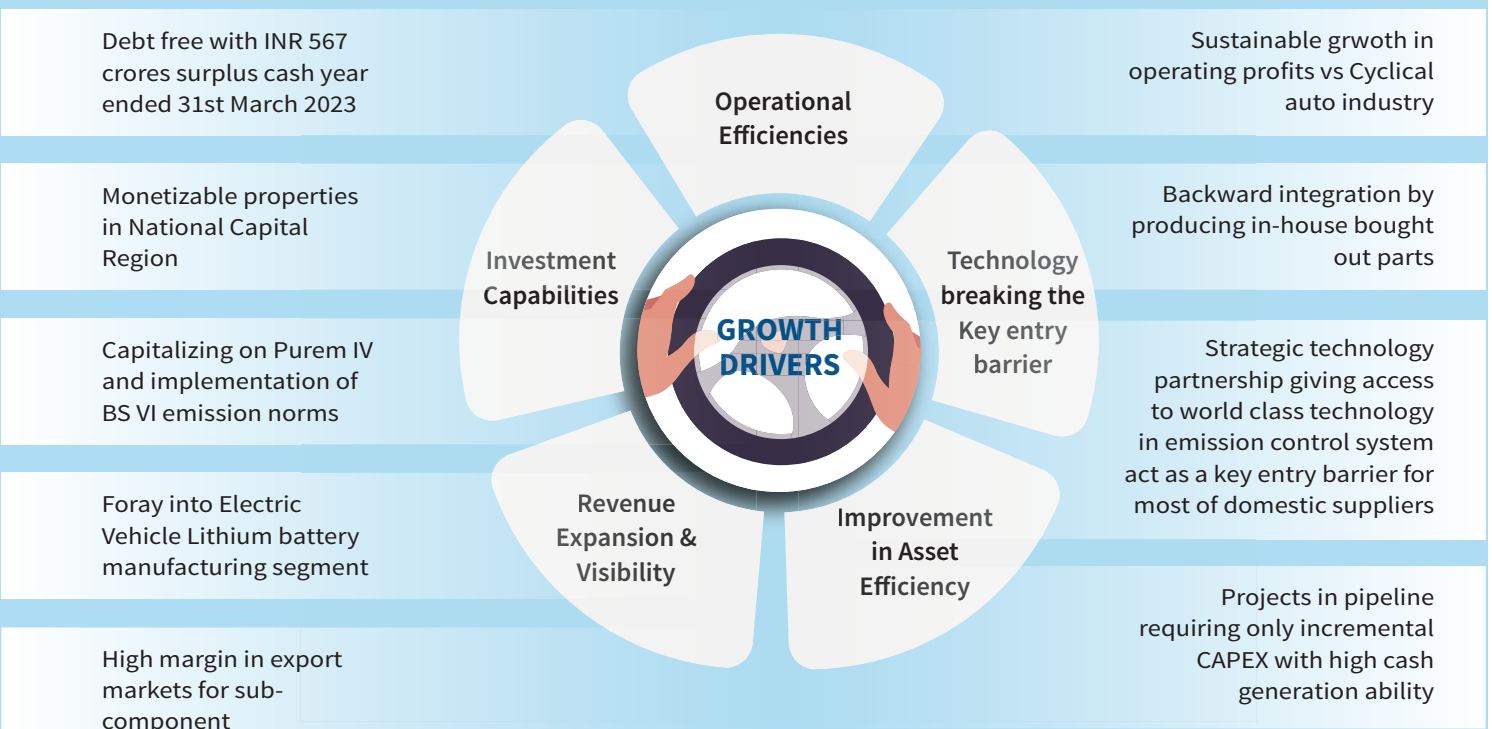 Debt free with INR 567
crores surplus cash year
ended 31st March 2023
Monetizable properties
in National Capital
Region
Capitalizing on Purem IV
and implementation of
BS VI emission norms
Foray into Electric
Vehicle Lithium battery
manufacturing segment
High margin in export
markets for sub-
component
Operational
Efficiencies
Investment
Capabilities
Technology
breaking the
Key entry
barrier
GROWTH
DRIVERS
Revenue
Expansion &
Visibility
Improvement
in Asset
Efficiency
Sustainable grwoth in
operating profits vs Cyclical
auto industry
Backward integration by
producing in-house bought
out parts
Strategic technology
partnership giving access
to world class technology
in emission control system
act as a key entry barrier for
most of domestic suppliers
Projects in pipeline
requiring only incremental
CAPEX with high cash
generation ability